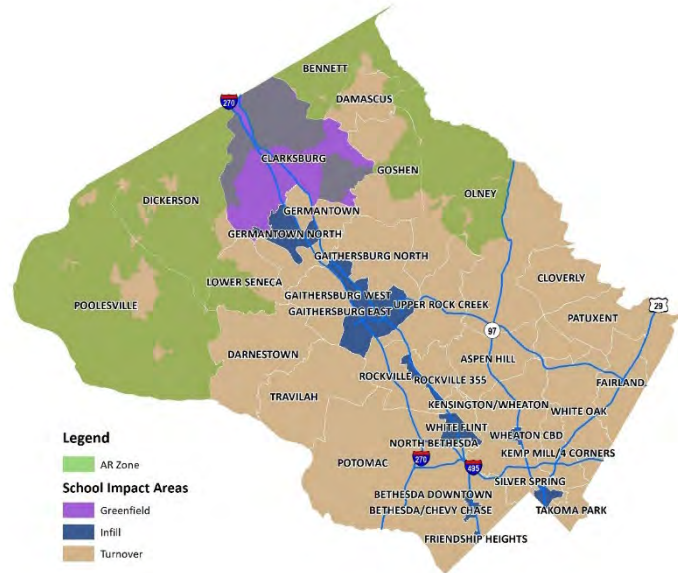 BENNETT
DAMASCUS
270
CLARKSBURG
GOSHEN
DICKERSON
OLNEY
GERMANTOWN
GERMANTOWN NORTH
GAITHERSBURG NORTH
CLOVERLY
LOWER SENECA
POOLESVILLE
GAITHERSBURG WEST
UPPER ROCK CREEK
29
GAITHERSBURG EAST
PATUXENT
97
DARNESTOWN
ASPEN HILL
ROCKVILLE
ROCKVILLE 355
FAIRLAND
TRAVILAH
KENSINGTON/WHEATON
WHITE OAK
WHITE FLINT
WHEATON CBD
NORTH BETHESDA
KEMP MILL/4 CORNERS
POTOMAC
270
495
SILVER SPRING
BETHESDA DOWNTOWN
TAKOMA PARK
BETHESDA/CHEVY CHASE
FRIENDSHIP HEIGHTS
Legend
AR Zone
School Impact Areas
Greenfield
Infill
Turnover